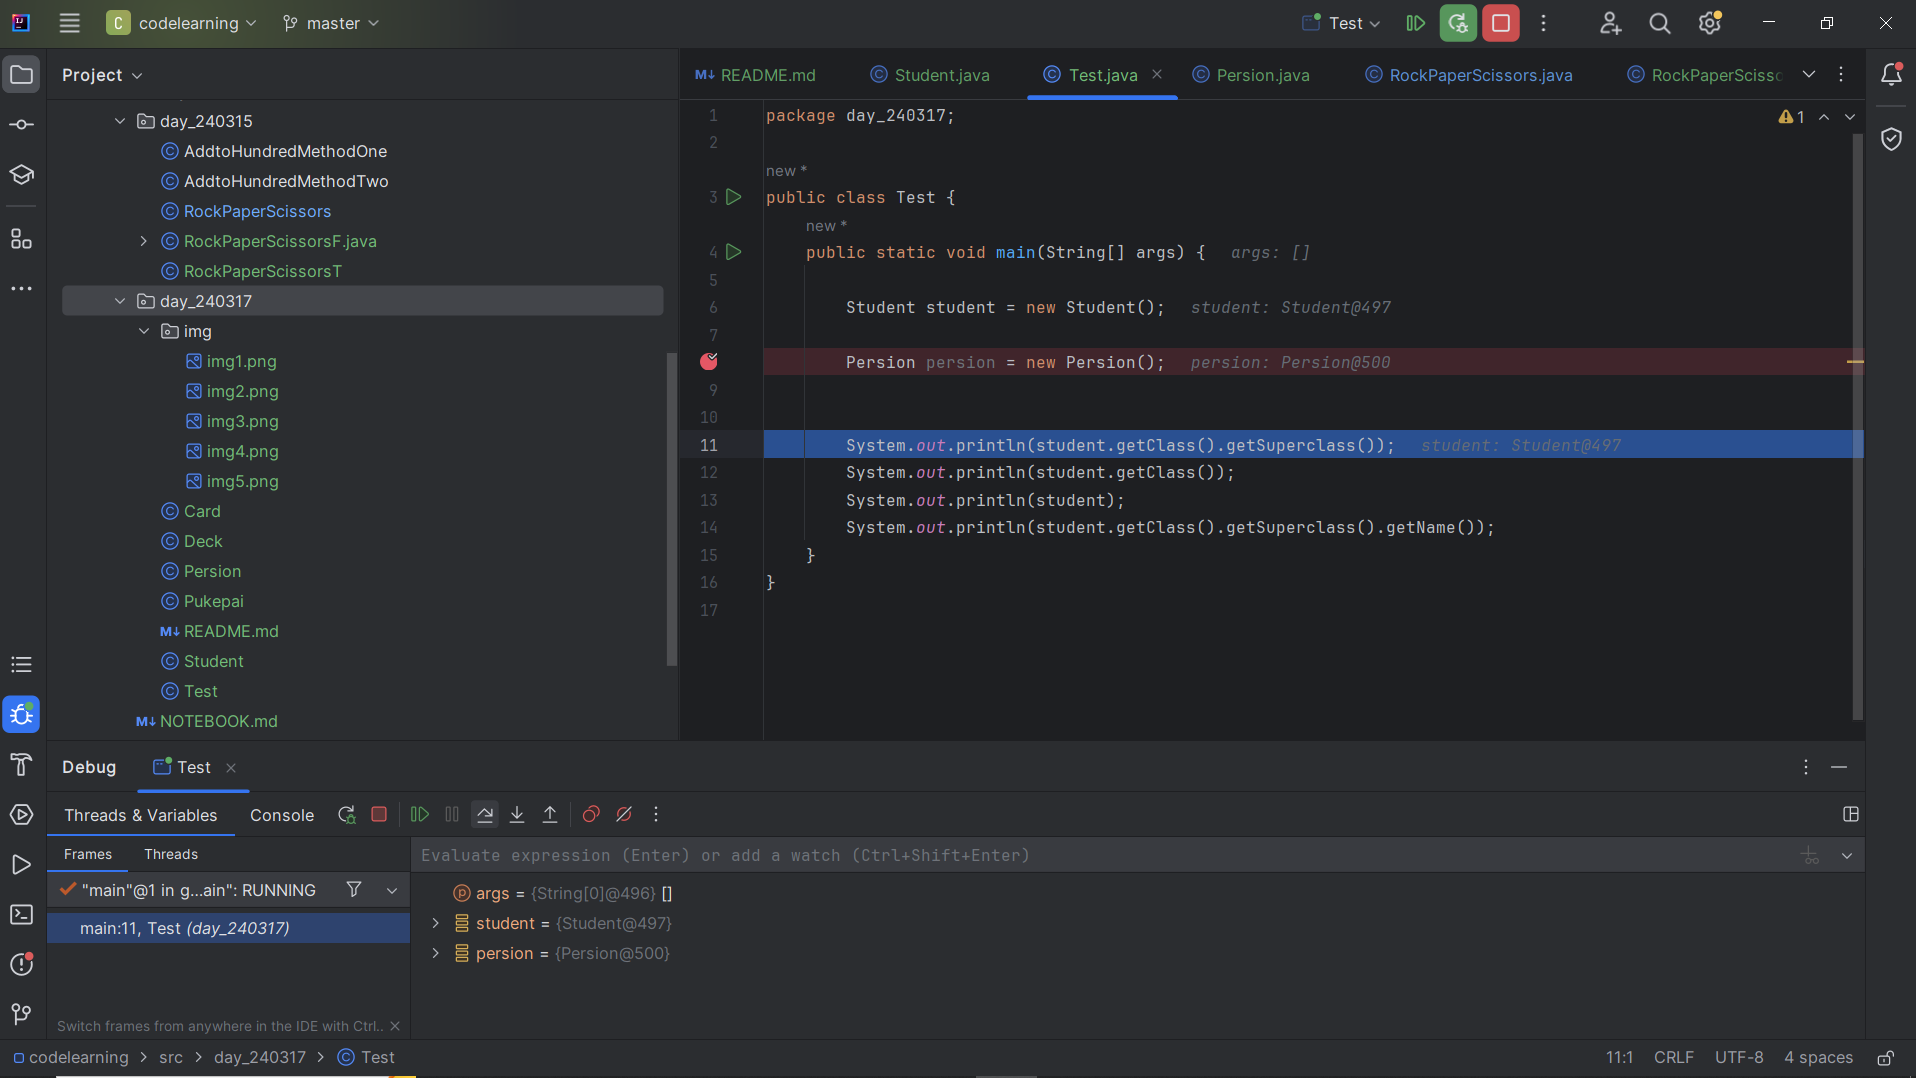 C codelearning master Test
Project
README.md Student.java Test.java Persion.java RockPaperScissors.java RockPaperScissc
day_240315
AddtoHundredMethodOne
AddtoHundredMethodTwo
RockPaperScissors
RockPaperScissorsF.java
RockPaperScissorsT
day_240317
img
img1.png
img2.png
img3.png
img4.png
img5.png
Card
Deck
Persion
Pukepai
README.md
Student
Test
NOTEBOOK.md
1 package day_240317;
1
2
new *
3 public class Test {
new *
4 public static void main(String[] args) { args: []
5
6 Student student = new Student(); student: Student@497
7
Persion persion = new Persion(); persion: Persion@500
9
10
11 System.out.println(student.getClass().getSuperclass()); student: Student@497
12 System.out.println(student.getClass());
13 System.out.println(student);
14 System.out.println(student.getClass().getSuperclass().getName());
15 }
16 }
17
Debug Test
Threads & Variables Console
Frames Threads
Evaluate expression (Enter) or add a watch (Ctrl+Shift+Enter)
"main"@1 in g...ain": RUNNING
main:11, Test (day_240317)
args = {String[0]@496} []
student = {Student@497}
persion = {Persion@500}
Switch frames from anywhere in the IDE with Ctrl..
codelearning > src > day_240317 > Test
11:1 CRLF UTF-8 4 spaces